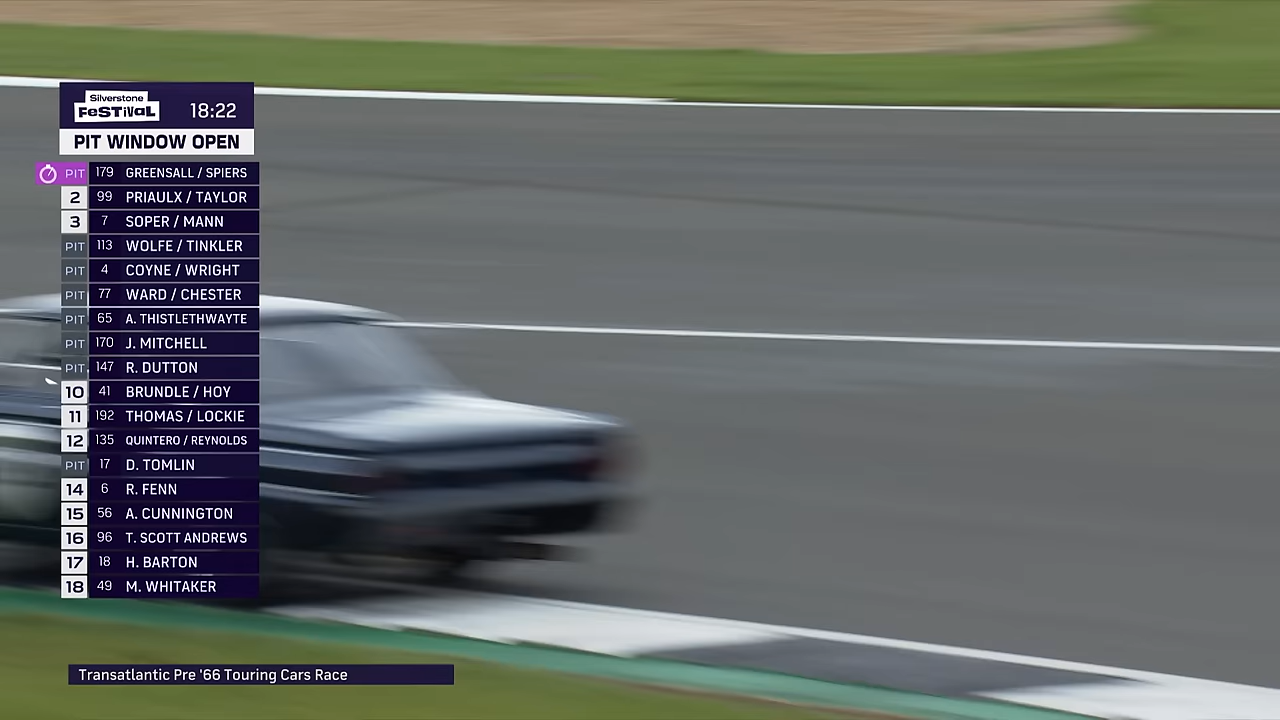 Silverstone
FeSTiVaL
18:22
PIT WINDOW OPEN
PIT 179 GREENSALL / SPIERS
2 99 PRIAULX / TAYLOR
3 7 SOPER / MANN
PIT 113 WOLFE / TINKLER
PIT 4 COYNE / WRIGHT
PIT 77 WARD / CHESTER
PIT 65 A. THISTLETHWAYTE
PIT 170 J. MITCHELL
PIT 147 R. DUTTON
10 41 BRUNDLE / HOY
11 192 THOMAS / LOCKIE
12 135 QUINTERO / REYNOLDS
PIT 17 D. TOMLIN
14 6 R. FENN
15 56 A. CUNNINGTON
16 96 T. SCOTT ANDREWS
17 18 H. BARTON
18 49 M. WHITAKER
Transatlantic Pre '66 Touring Cars Race